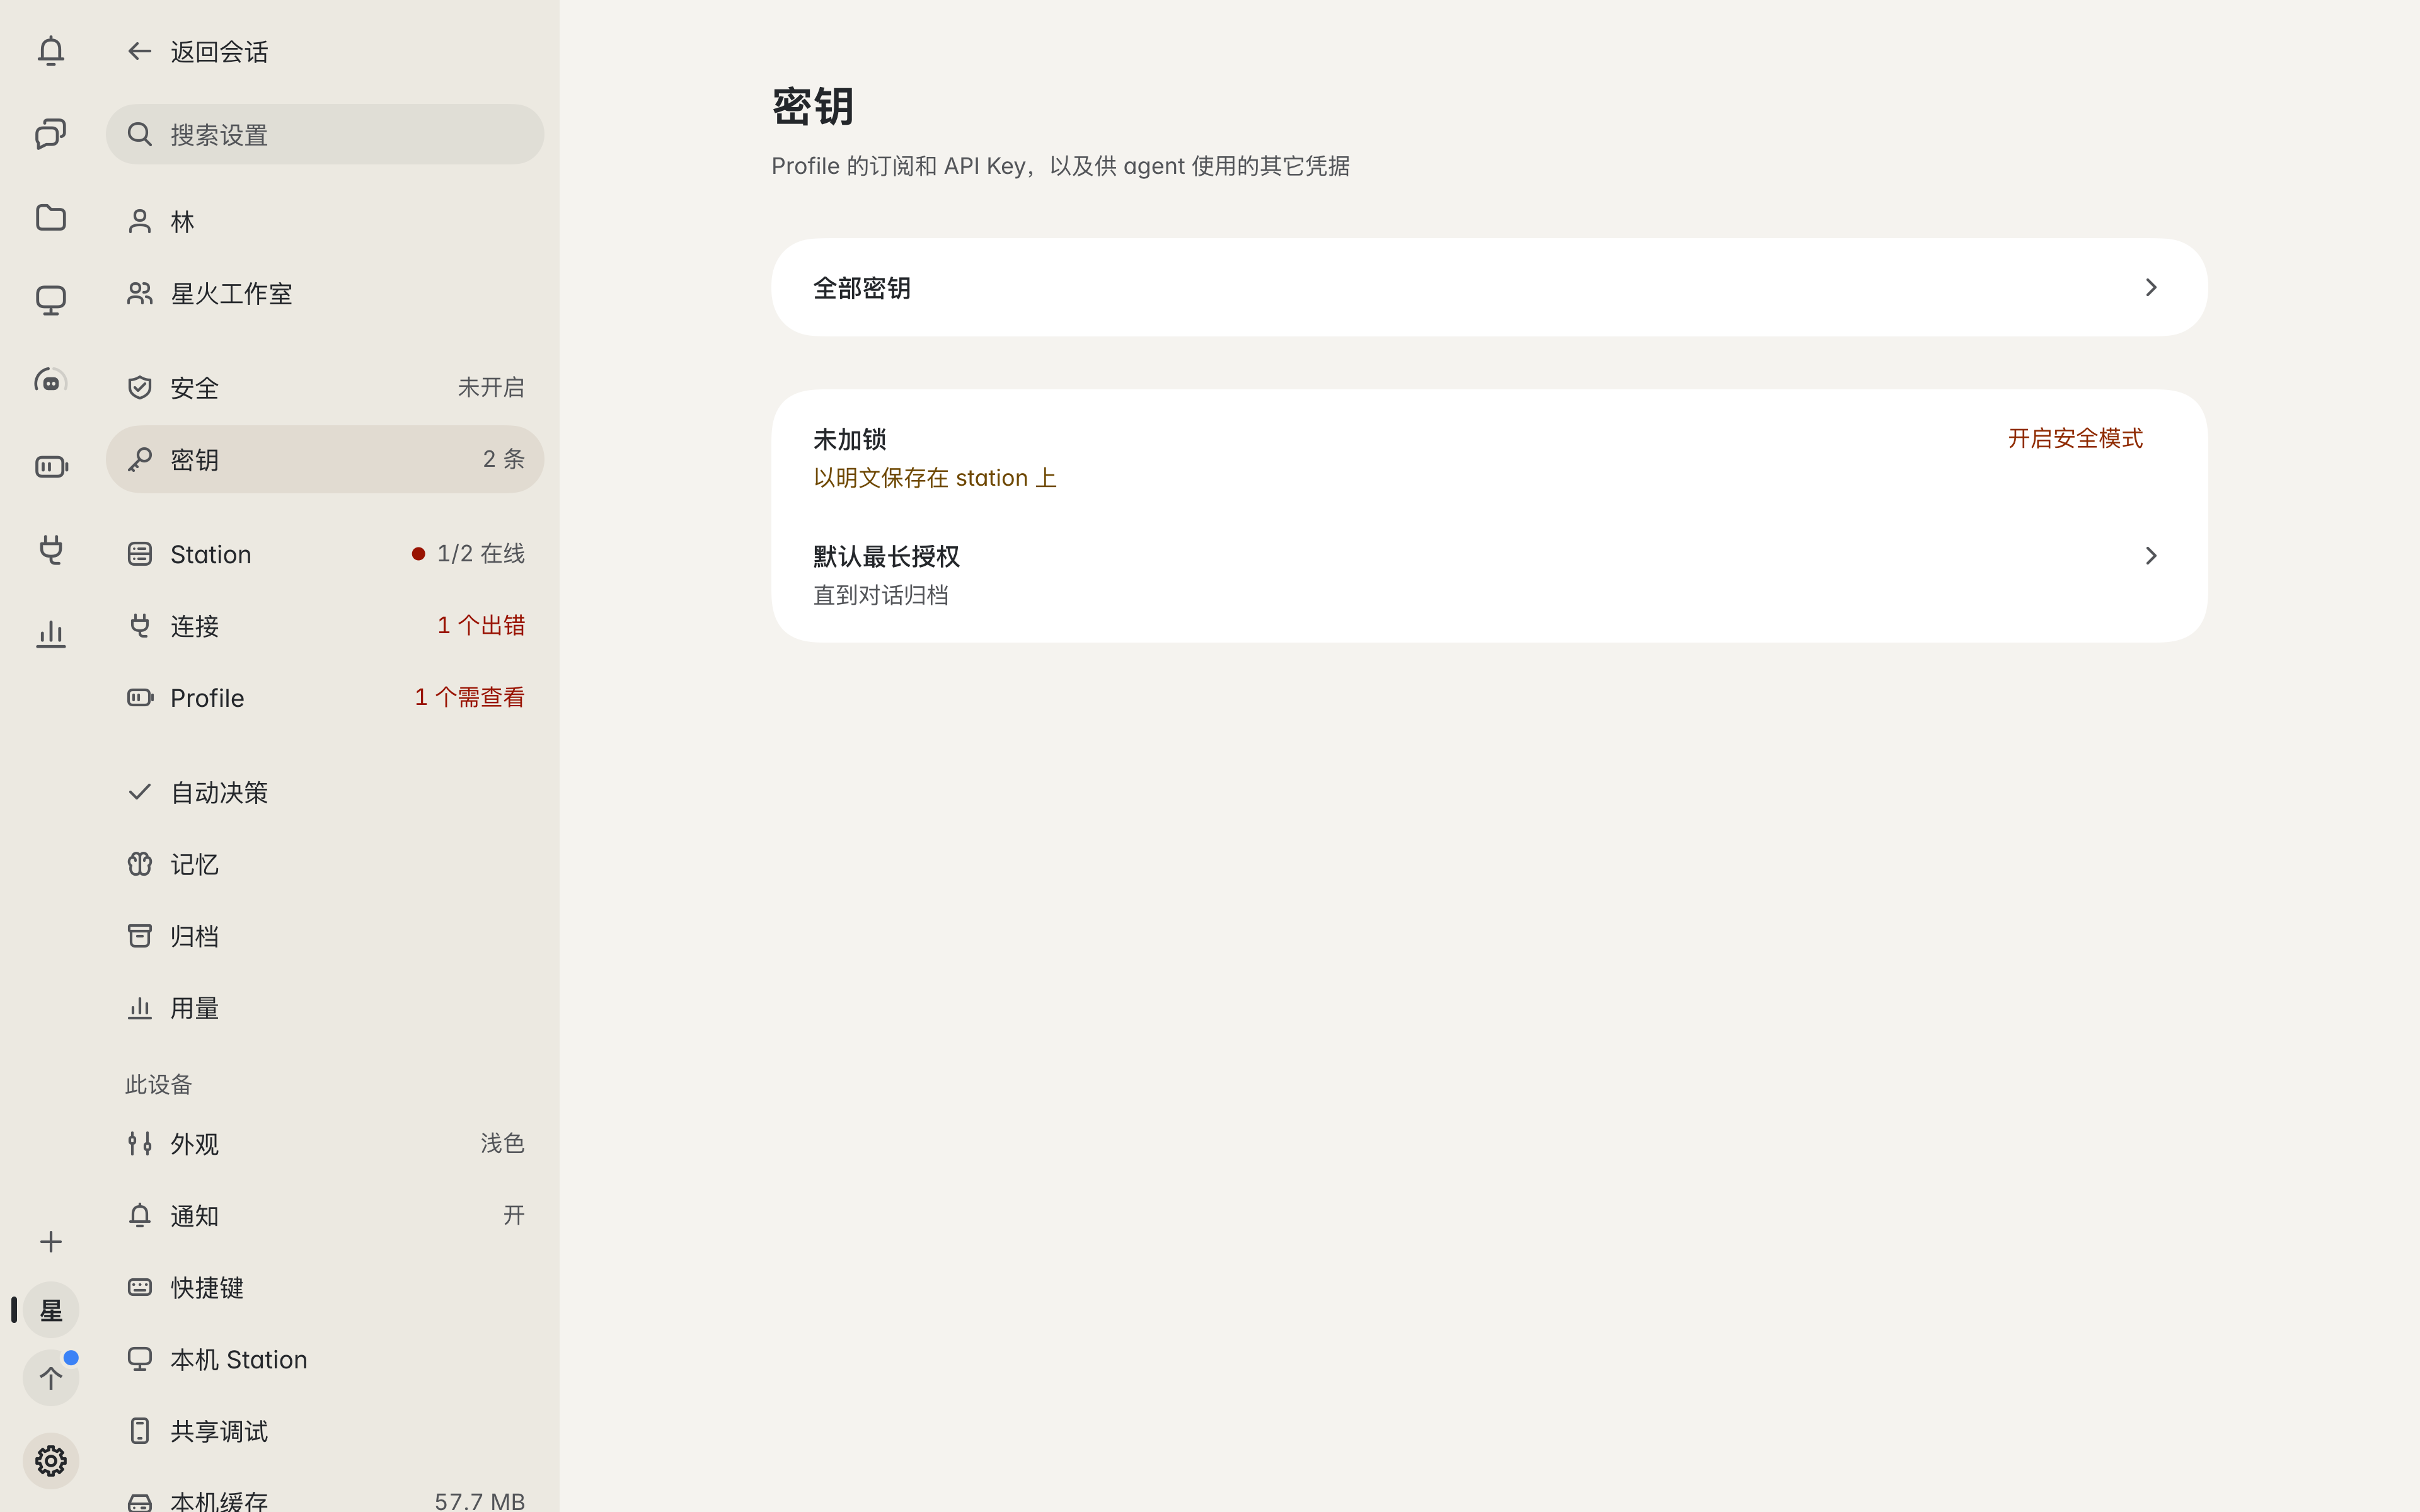 返回会话
搜索设置
林
星火工作室
安全 未开启
密钥 2 条
Station 1/2 在线
连接 1 个出错
Profile 1 个需查看
自动决策
记忆
归档
用量
此设备
外观 浅色
通知 开
快捷键
本机 Station
共享调试
本机缓存 57.7 MB
星
个
密钥
Profile 的订阅和 API Key，以及供 agent 使用的其它凭据
全部密钥
未加锁 开启安全模式
以明文保存在 station 上
默认最长授权
直到对话归档